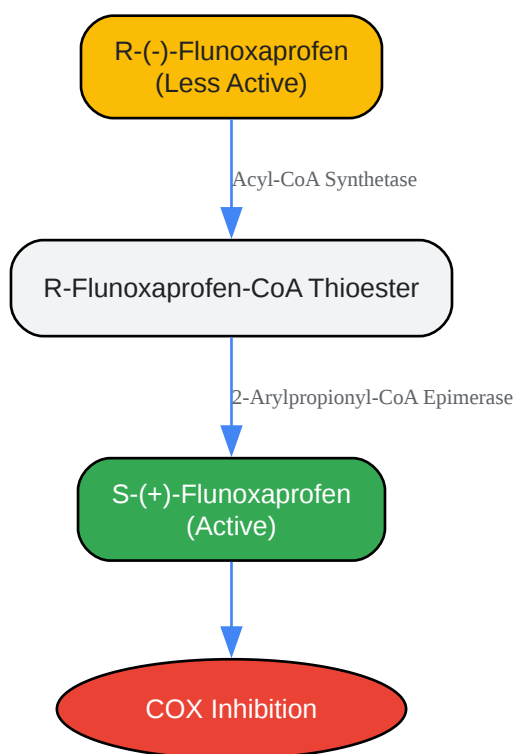 R-(-)-Flunoxaprofen
(Less Active)
Acyl-CoA Synthetase
R-Flunoxaprofen-CoA Thioester
2-Arylpropionyl-CoA Epimerase
S-(+)-Flunoxaprofen
(Active)
COX Inhibition